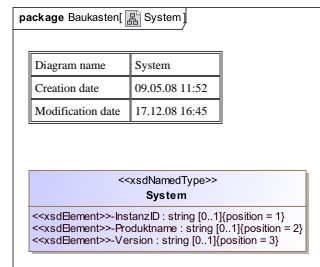 package Baukasten[ System]
Diagram name System
Creation date 09.05.08 11:52
Modification date 17.12.08 16:45
<<xsdNamedType>>
System
<<xsdElement>>-InstanzID : string [0..1]{position = 1}
<<xsdElement>>-Produktname : string [0..1]{position = 2}
<<xsdElement>>-Version : string [0..1]{position = 3}